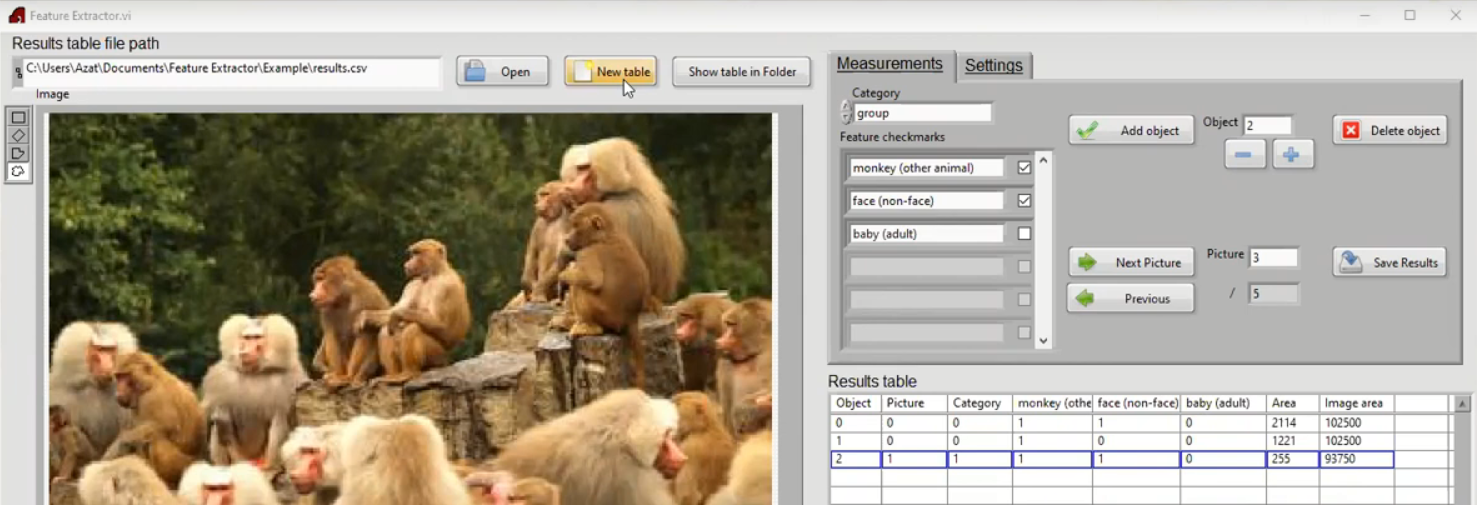 Feature Extractor.vi
Results table file path
C:\Users\Azat\Documents\Feature Extractor\Example\results.csv
Open
New table
Show table in Folder
Image
Measurements
Settings
Category
group
Feature checkmarks
monkey (other animal)
face (non-face)
baby (adult)
Add object
Object
2
Delete object
Next Picture
Previous
Picture
3
/
5
Save Results
Results table
Object Picture Category monkey (othe face (non-face) baby (adult) Area Image area
0 0 0 1 1 0 2114 102500
1 0 0 1 0 0 1221 102500
2 1 1 1 1 0 255 93750